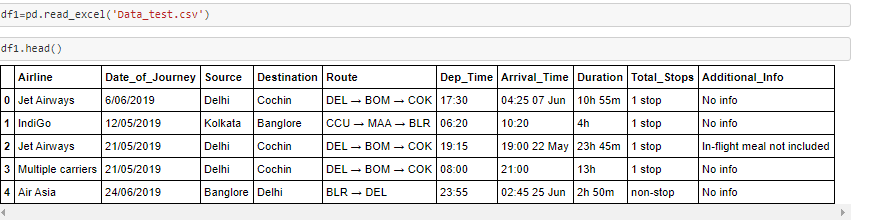 df1=pd.read_excel('Data_test.csv')
df1.head()
Airline Date_of_Journey Source Destination Route Dep_Time Arrival_Time Duration Total_Stops Additional_Info
0 Jet Airways 6/06/2019 Delhi Cochin DEL → BOM → COK 17:30 04:25 07 Jun 10h 55m 1 stop No info
1 IndiGo 12/05/2019 Kolkata Banglore CCU → MAA → BLR 06:20 10:20 4h 1 stop No info
2 Jet Airways 21/05/2019 Delhi Cochin DEL → BOM → COK 19:15 19:00 22 May 23h 45m 1 stop In-flight meal not included
3 Multiple carriers 21/05/2019 Delhi Cochin DEL → BOM → COK 08:00 21:00 13h 1 stop No info
4 Air Asia 24/06/2019 Banglore Delhi BLR → DEL 23:55 02:45 25 Jun 2h 50m non-stop No info